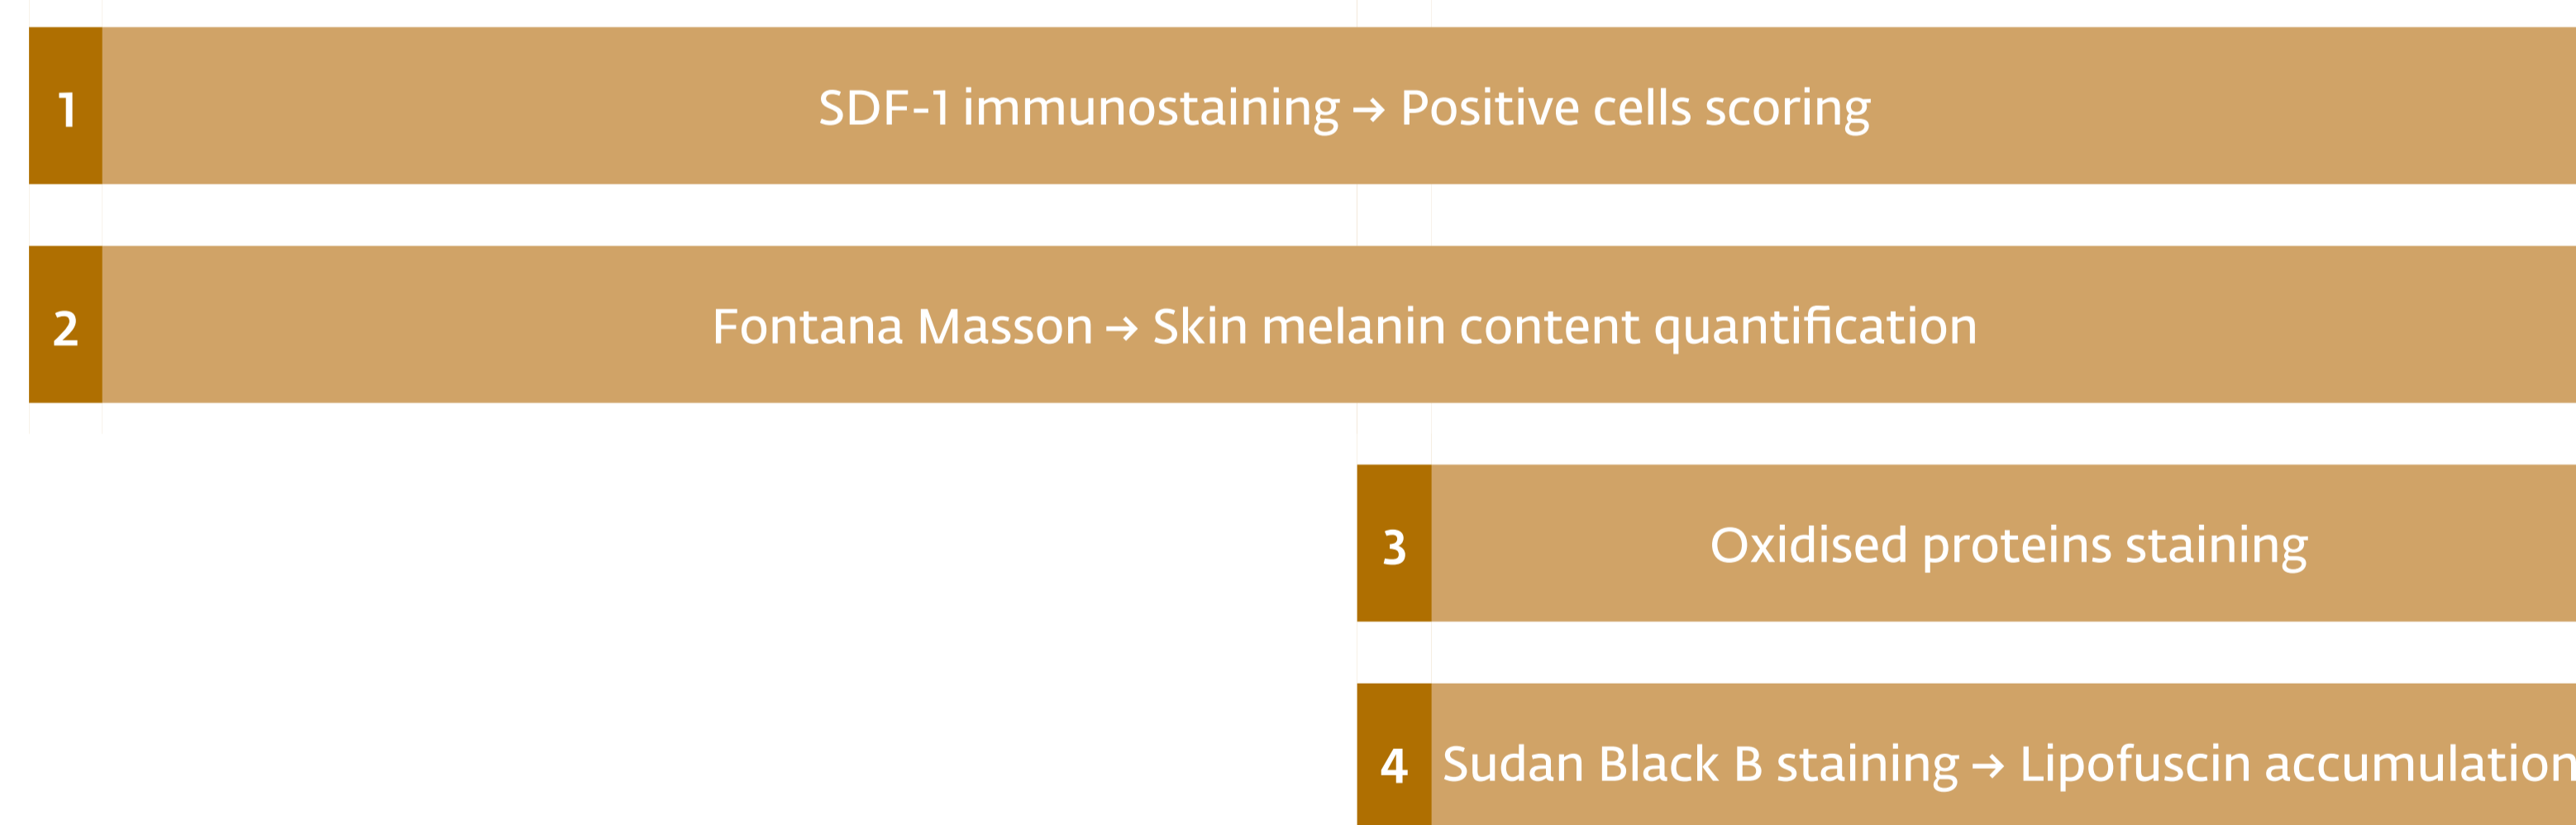 1 SDF-1 immunostaining → Positive cells scoring
2 Fontana Masson → Skin melanin content quantification
3 Oxidised proteins staining
4 Sudan Black B staining → Lipofuscin accumulation